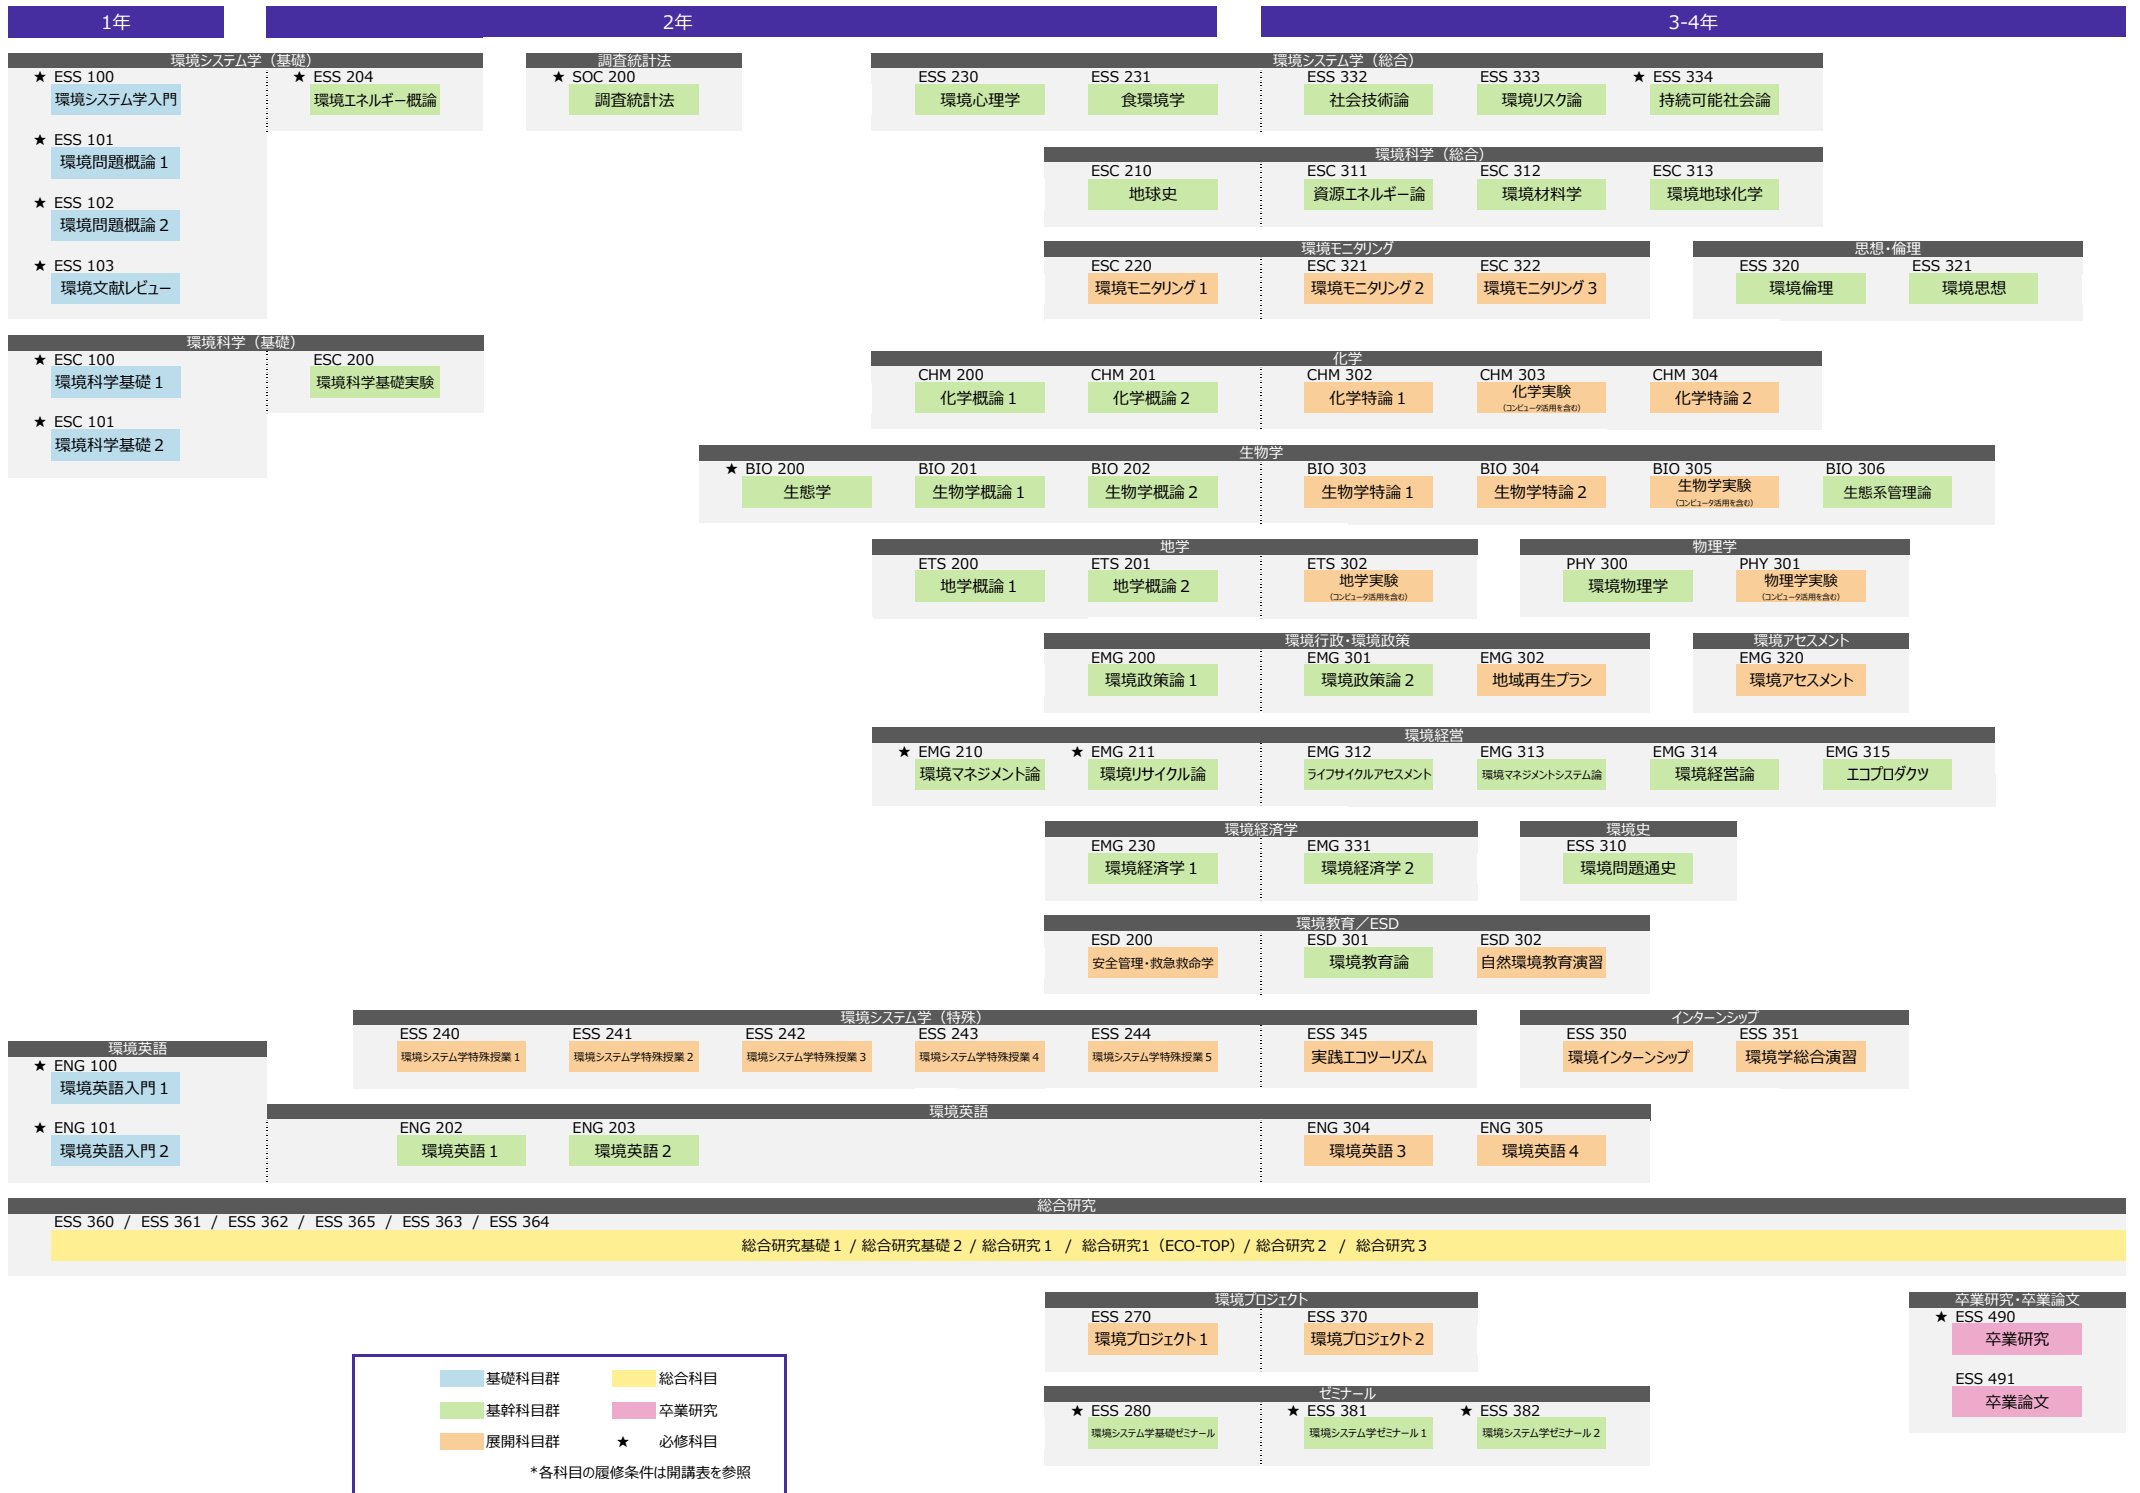 1年
2年
3-4年
環境システム学（基礎）
★ ESS 100
環境システム学入門
★ ESS 204
環境エネルギー概論
★ ESS 101
環境問題概論 1
★ ESS 102
環境問題概論 2
★ ESS 103
環境文献レビュー
調査統計法
★ SOC 200
調査統計法
環境システム学（総合）
ESS 230
環境心理学
ESS 231
食環境学
ESS 332
社会技術論
ESS 333
環境リスク論
★ ESS 334
持続可能社会論
環境科学（総合）
ESC 210
地球史
ESC 311
資源エネルギー論
ESC 312
環境材料学
ESC 313
環境地球化学
環境モニタリング
ESC 220
環境モニタリング 1
ESC 321
環境モニタリング 2
ESC 322
環境モニタリング 3
思想・倫理
ESS 320
環境倫理
ESS 321
環境思想
環境科学（基礎）
★ ESC 100
環境科学基礎 1
ESC 200
環境科学基礎実験
★ ESC 101
環境科学基礎 2
化学
CHM 200
化学概論 1
CHM 201
化学概論 2
CHM 302
化学特論 1
CHM 303
化学実験
（コンピュータ活用を含む）
CHM 304
化学特論 2
生物学
★ BIO 200
生態学
BIO 201
生物学概論 1
BIO 202
生物学概論 2
BIO 303
生物学特論 1
BIO 304
生物学特論 2
BIO 305
生物学実験
（コンピュータ活用を含む）
BIO 306
生態系管理論
地学
ETS 200
地学概論 1
ETS 201
地学概論 2
ETS 302
地学実験
（コンピュータ活用を含む）
物理学
PHY 300
環境物理学
PHY 301
物理学実験
（コンピュータ活用を含む）
環境行政・環境政策
EMG 200
環境政策論 1
EMG 301
環境政策論 2
EMG 302
地域再生プラン
環境アセスメント
EMG 320
環境アセスメント
環境経営
★ EMG 210
環境マネジメント論
★ EMG 211
環境リサイクル論
EMG 312
ライフサイクルアセスメント
EMG 313
環境マネジメントシステム論
EMG 314
環境経営論
EMG 315
エコプロダクツ
環境経済学
EMG 230
環境経済学 1
EMG 331
環境経済学 2
環境史
ESS 310
環境問題通史
環境教育／ESD
ESD 200
安全管理・救急救命学
ESD 301
環境教育論
ESD 302
自然環境教育演習
環境システム学（特殊）
ESS 240
環境システム学特殊授業 1
ESS 241
環境システム学特殊授業 2
ESS 242
環境システム学特殊授業 3
ESS 243
環境システム学特殊授業 4
ESS 244
環境システム学特殊授業 5
ESS 345
実践エコツーリズム
インターンシップ
ESS 350
環境インターンシップ
ESS 351
環境学総合演習
環境英語
★ ENG 100
環境英語入門 1
★ ENG 101
環境英語入門 2
環境英語
ENG 202
環境英語 1
ENG 203
環境英語 2
ENG 304
環境英語 3
ENG 305
環境英語 4
総合研究
ESS 360 / ESS 361 / ESS 362 / ESS 365 / ESS 363 / ESS 364
総合研究基礎 1 / 総合研究基礎 2 / 総合研究 1 / 総合研究1（ECO-TOP）/ 総合研究 2 / 総合研究 3
環境プロジェクト
ESS 270
環境プロジェクト 1
ESS 370
環境プロジェクト 2
卒業研究・卒業論文
★ ESS 490
卒業研究
ESS 491
卒業論文
ゼミナール
★ ESS 280
環境システム学基礎ゼミナール
★ ESS 381
環境システム学ゼミナール 1
★ ESS 382
環境システム学ゼミナール 2
基礎科目群
総合科目
基幹科目群
卒業研究
展開科目群
★ 必修科目
*各科目の履修条件は開講表を参照